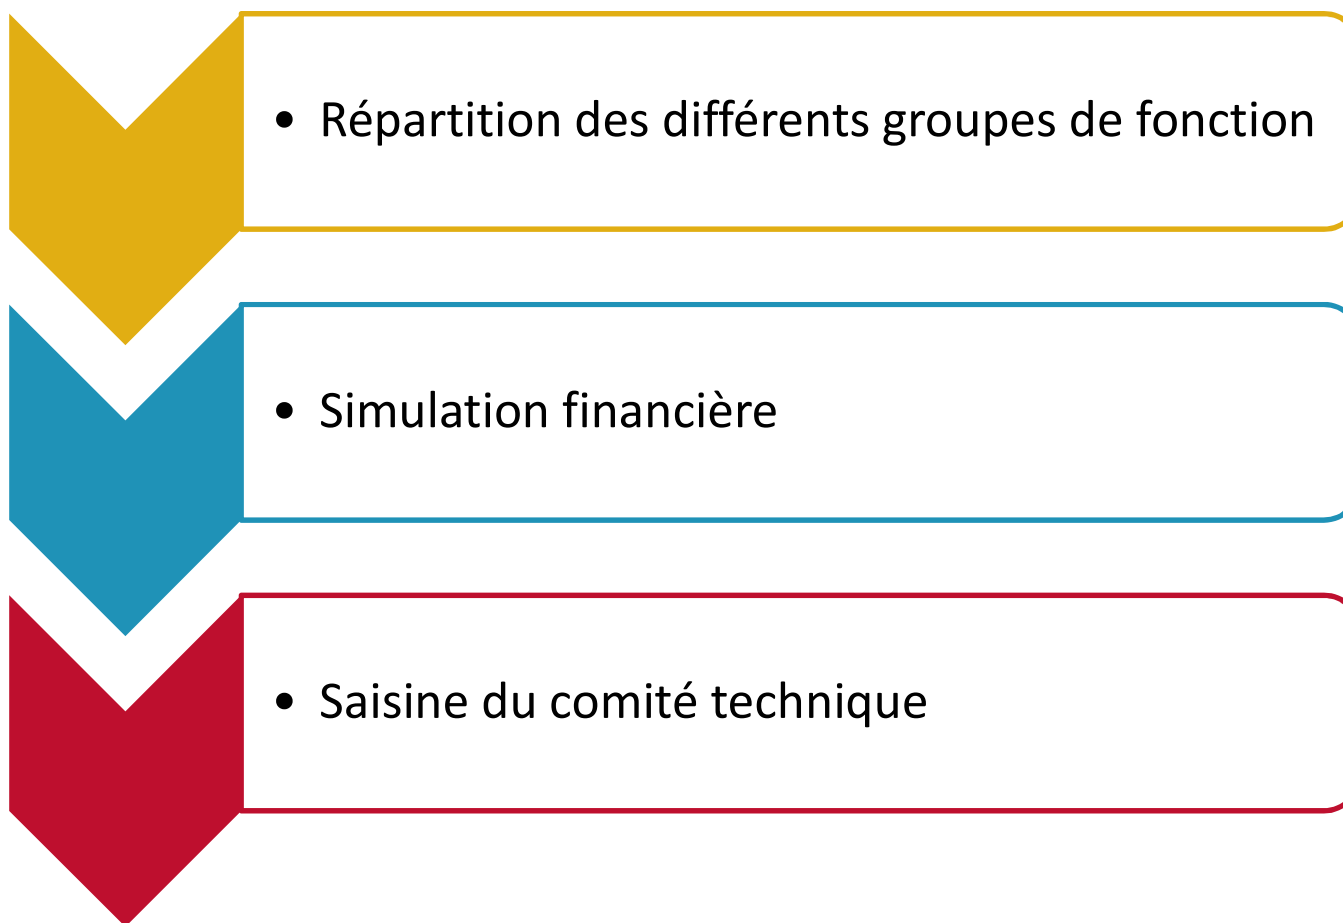 • Répartition des différents groupes de fonction
• Simulation financière
• Saisine du comité technique